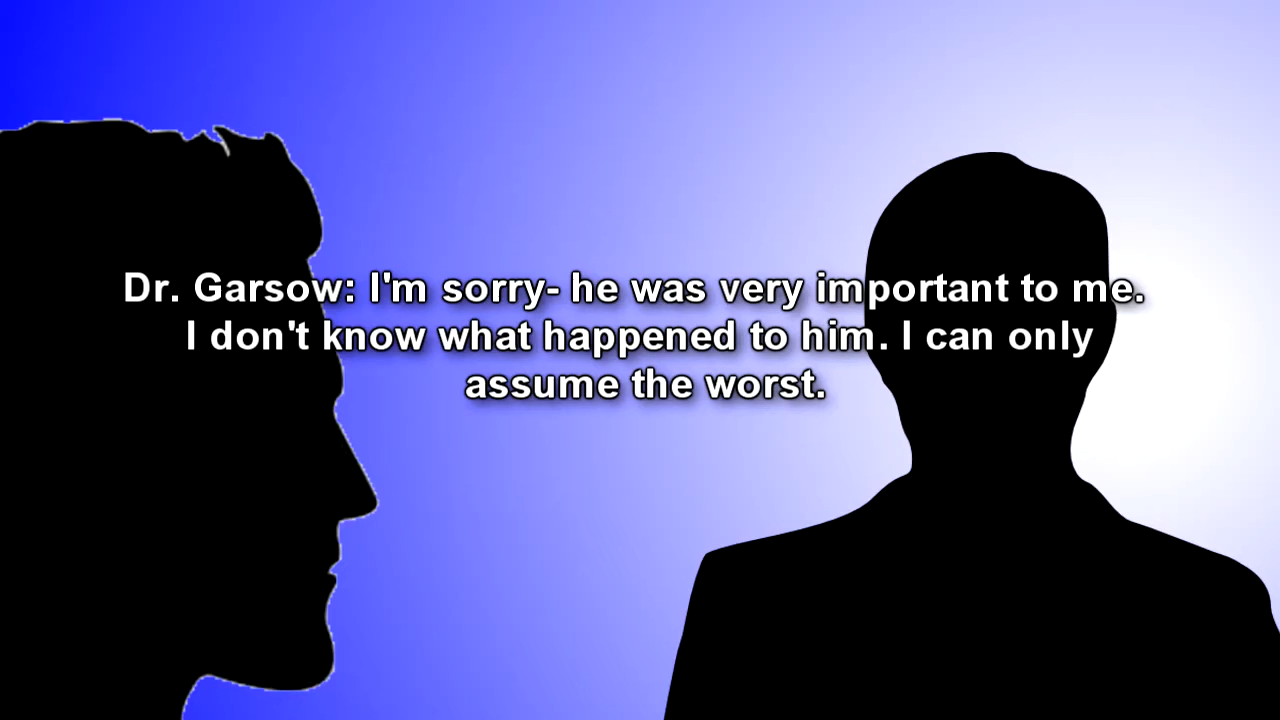 Dr. Garsow: I'm sorry- he was very important to me.
I don't know what happened to him. I can only
assume the worst.